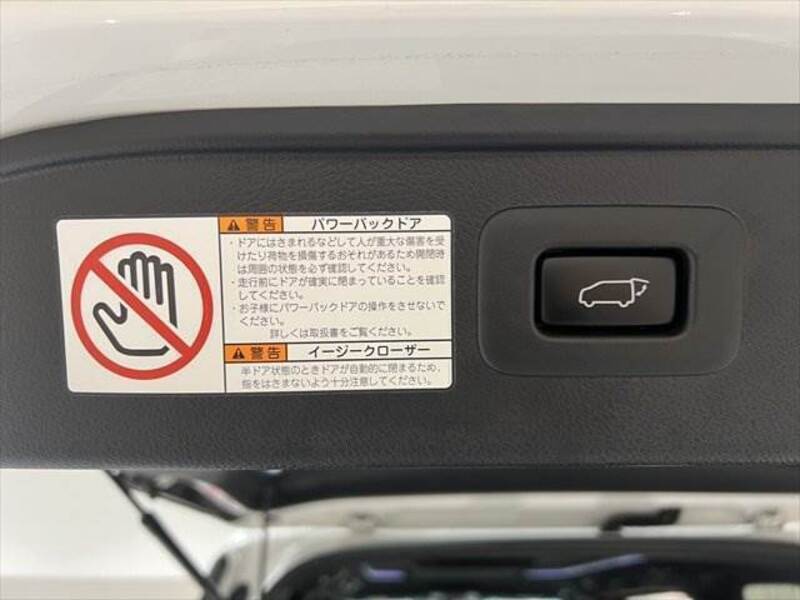 警告 パワーバックドア
・ドアにはさまれるなどして人が重大な傷害を受
けたり荷物を損傷するおそれがあるため開閉時
は周囲の状態を必ず確認してください。
・走行前にドアが確実に閉まっていることを確認
してください。
・お子様にパワーバックドアの操作をさせないで
ください。
詳しくは取扱書をご覧ください。
警告 イージークローザー
半ドア状態のときドアが自動的に閉まるため、
指をはさまないよう十分注意してください。